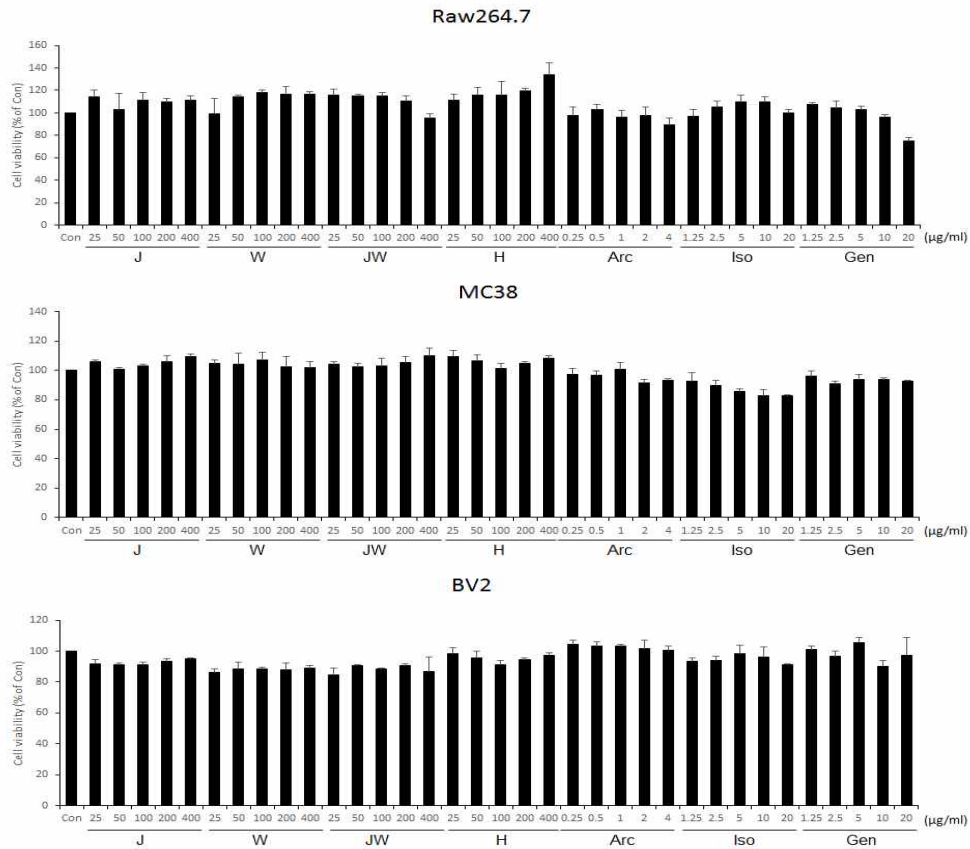 Raw264.7
Cell viability (% of Con)
160
140
120
100
80
60
40
20
0
Con 25 50 100 200 400 25 50 100 200 400 25 50 100 200 400 25 50 100 200 400 0.25 0.5 1 2 4 1.25 2.5 5 10 20 1.25 2.5 5 10 20 (μg/ml)
J W JW H Arc Iso Gen
MC38
Cell viability (% of Con)
140
120
100
80
60
40
20
0
Con 25 50 100 200 400 25 50 100 200 400 25 50 100 200 400 25 50 100 200 400 0.25 0.5 1 2 4 1.25 2.5 5 10 20 1.25 2.5 5 10 20 (μg/ml)
J W JW H Arc Iso Gen
BV2
Cell viability (% of Con)
120
100
80
60
40
20
0
Con 25 50 100 200 400 25 50 100 200 400 25 50 100 200 400 25 50 100 200 400 0.25 0.5 1 2 4 1.25 2.5 5 10 20 1.25 2.5 5 10 20 (μg/ml)
J W JW H Arc Iso Gen